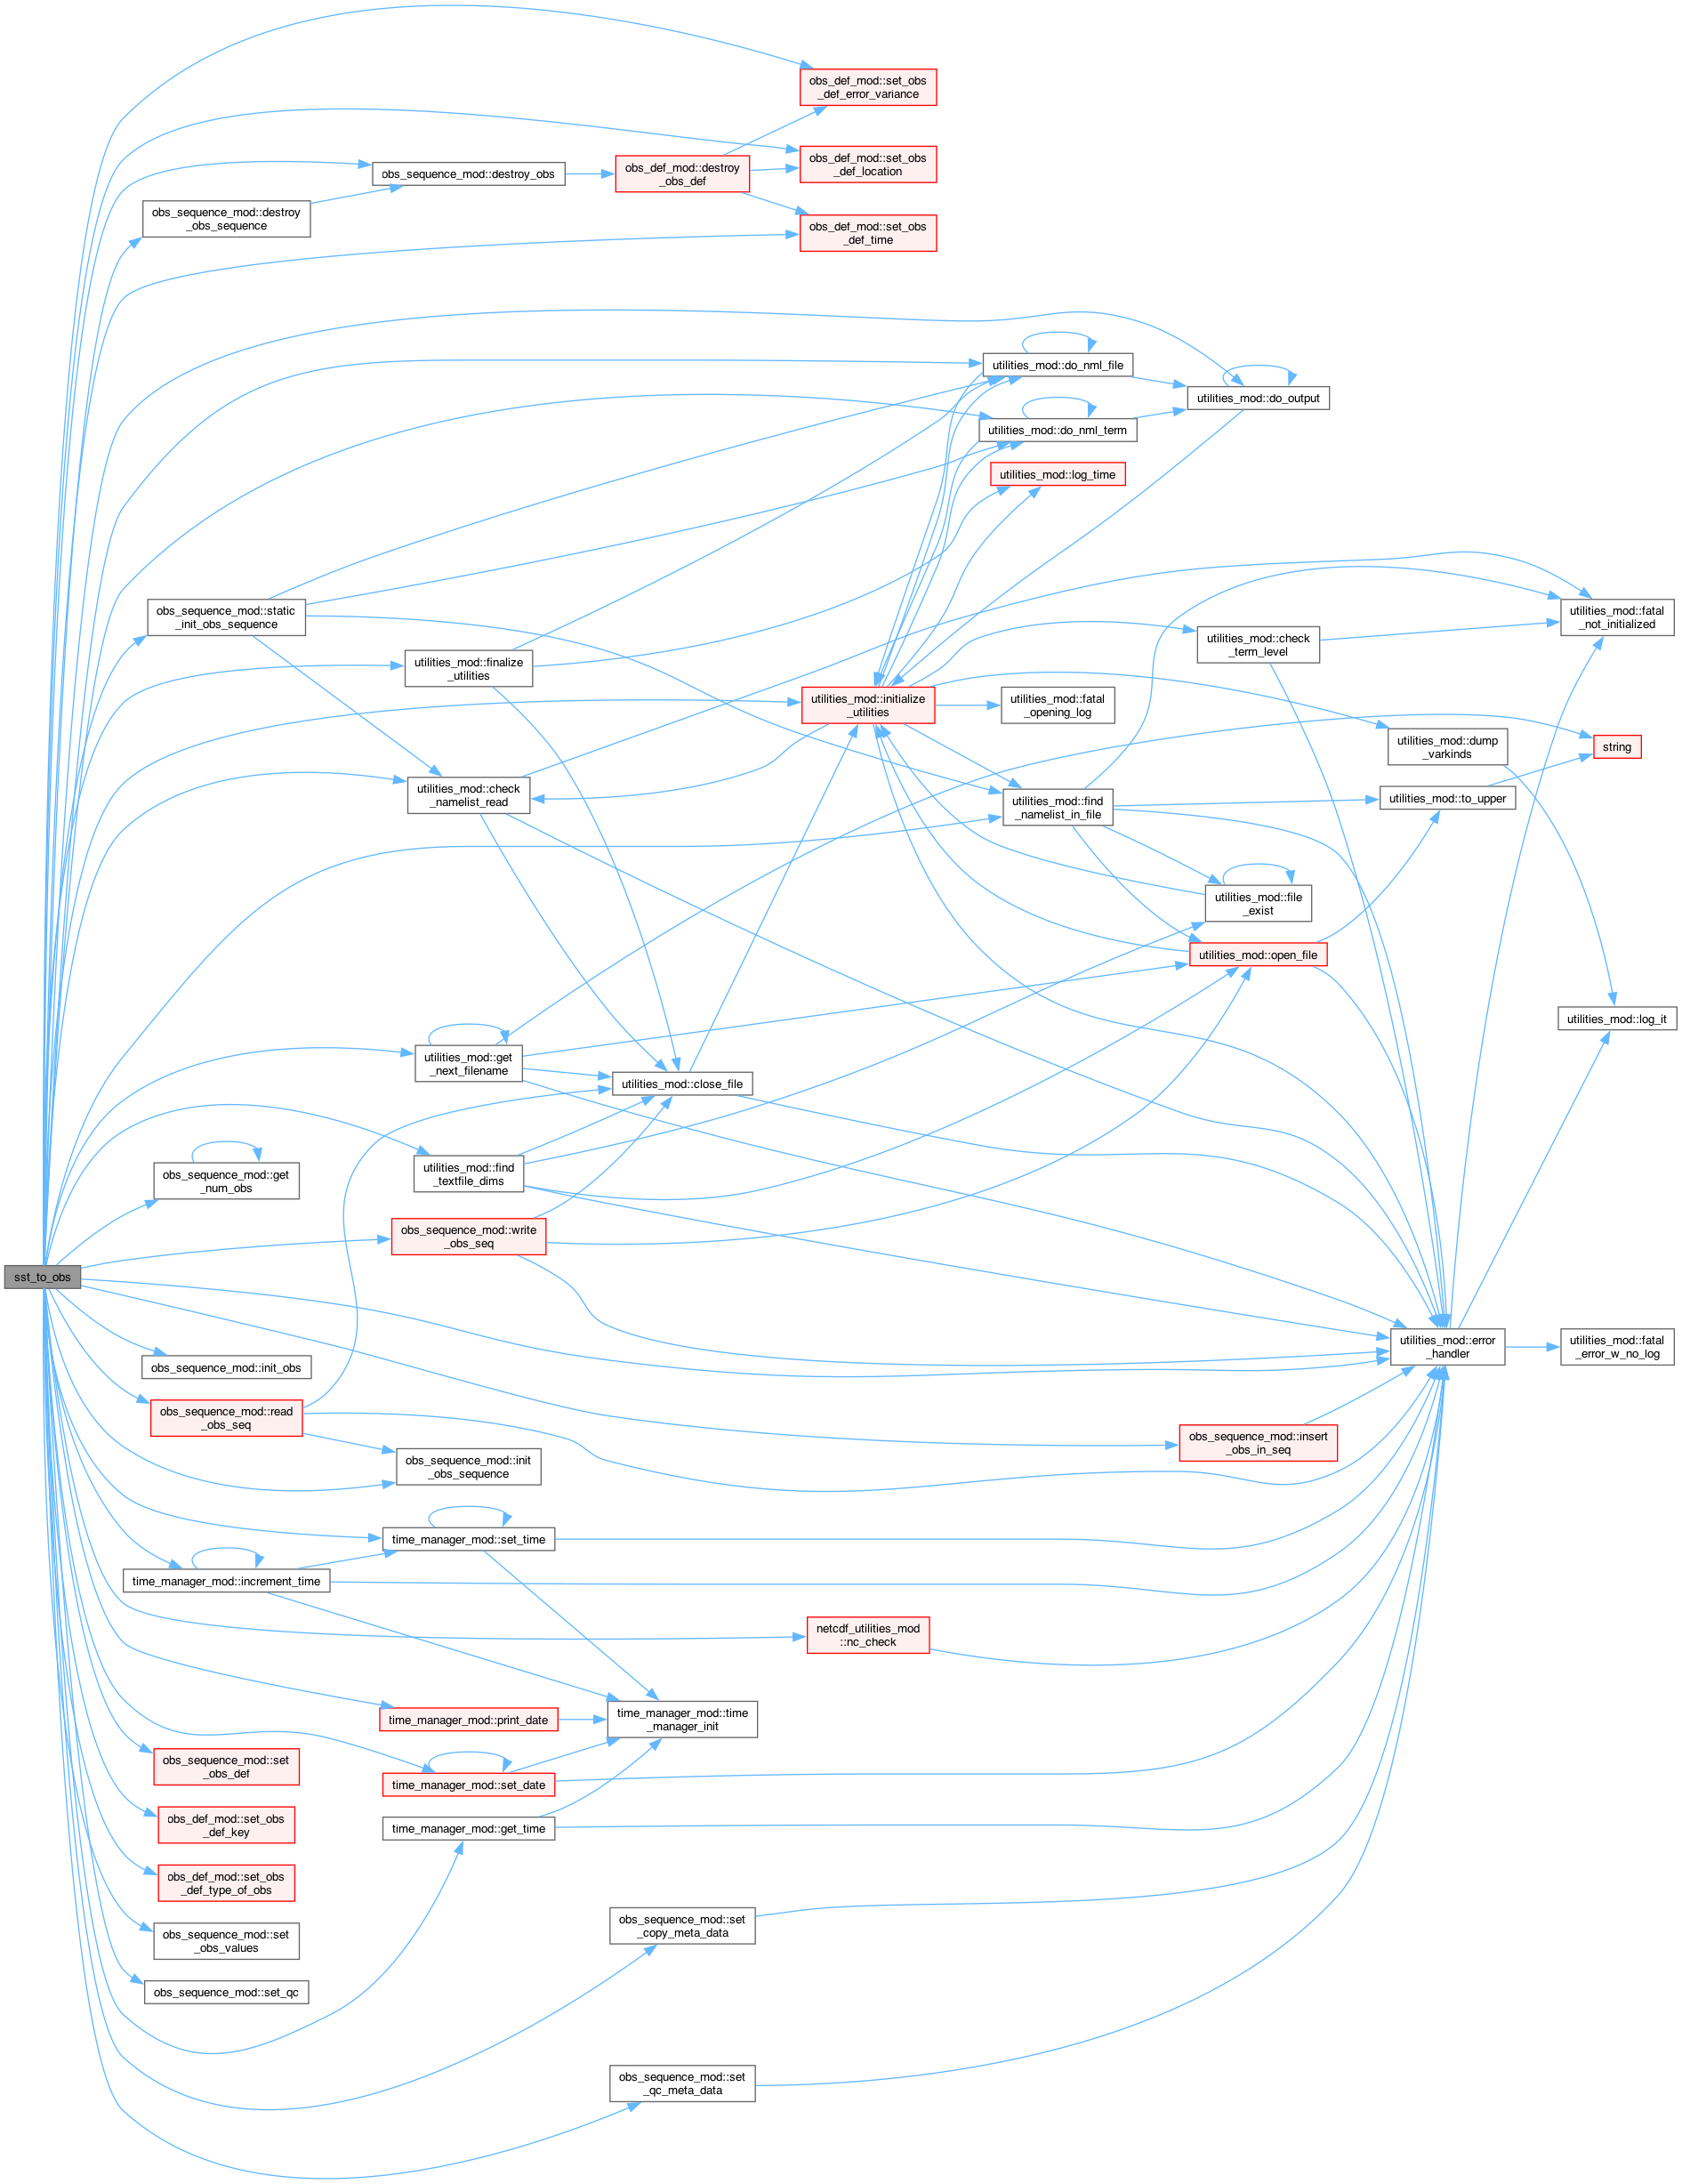 obs_def_mod::set_obs
_def_error_variance
obs_def_mod::set_obs
_def_location
obs_sequence_mod::destroy_obs
obs_def_mod::destroy
_obs_def
obs_sequence_mod::destroy
_obs_sequence
obs_def_mod::set_obs
_def_time
utilities_mod::do_nml_file
utilities_mod::do_output
utilities_mod::do_nml_term
utilities_mod::log_time
obs_sequence_mod::static
_init_obs_sequence
utilities_mod::fatal
_not_initialized
utilities_mod::check
_term_level
utilities_mod::finalize
_utilities
utilities_mod::initialize
_utilities
utilities_mod::fatal
_opening_log
utilities_mod::dump
_varkinds
string
utilities_mod::check
_namelist_read
utilities_mod::find
_namelist_in_file
utilities_mod::to_upper
utilities_mod::file
_exist
utilities_mod::open_file
utilities_mod::log_it
utilities_mod::get
_next_filename
utilities_mod::close_file
obs_sequence_mod::get
_num_obs
utilities_mod::find
_textfile_dims
obs_sequence_mod::write
_obs_seq
sst_to_obs
utilities_mod::error
_handler
utilities_mod::fatal
_error_w_no_log
obs_sequence_mod::init_obs
obs_sequence_mod::read
_obs_seq
obs_sequence_mod::insert
_obs_in_seq
obs_sequence_mod::init
_obs_sequence
time_manager_mod::set_time
time_manager_mod::increment_time
netcdf_utilities_mod
::nc_check
time_manager_mod::print_date
time_manager_mod::time
_manager_init
obs_sequence_mod::set
_obs_def
time_manager_mod::set_date
obs_def_mod::set_obs
_def_key
time_manager_mod::get_time
obs_def_mod::set_obs
_def_type_of_obs
obs_sequence_mod::set
_obs_values
obs_sequence_mod::set
_copy_meta_data
obs_sequence_mod::set_qc
obs_sequence_mod::set
_qc_meta_data